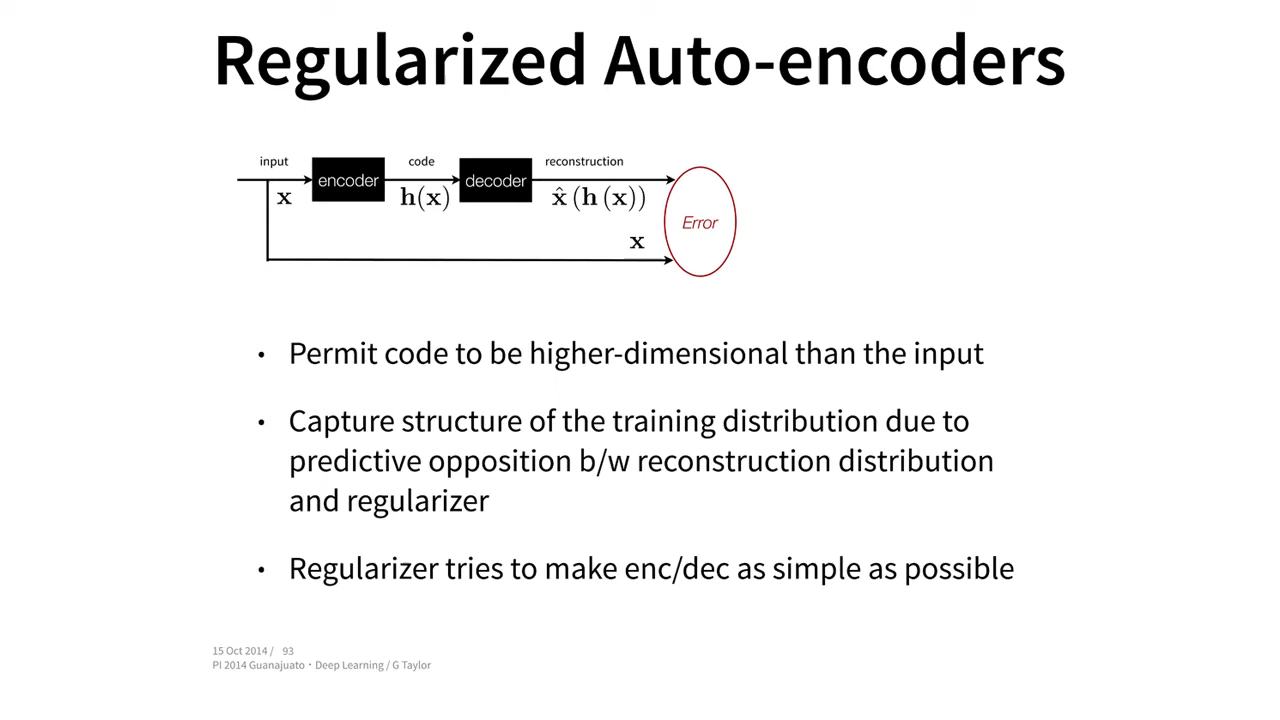 Regularized Auto-encoders
input
code
reconstruction
encoder
decoder
x
h(x)
x̂ (h (x))
Error
x
• Permit code to be higher-dimensional than the input
• Capture structure of the training distribution due to
predictive opposition b/w reconstruction distribution
and regularizer
• Regularizer tries to make enc/dec as simple as possible
15 Oct 2014 / 93
PI 2014 Guanajuato · Deep Learning / G Taylor